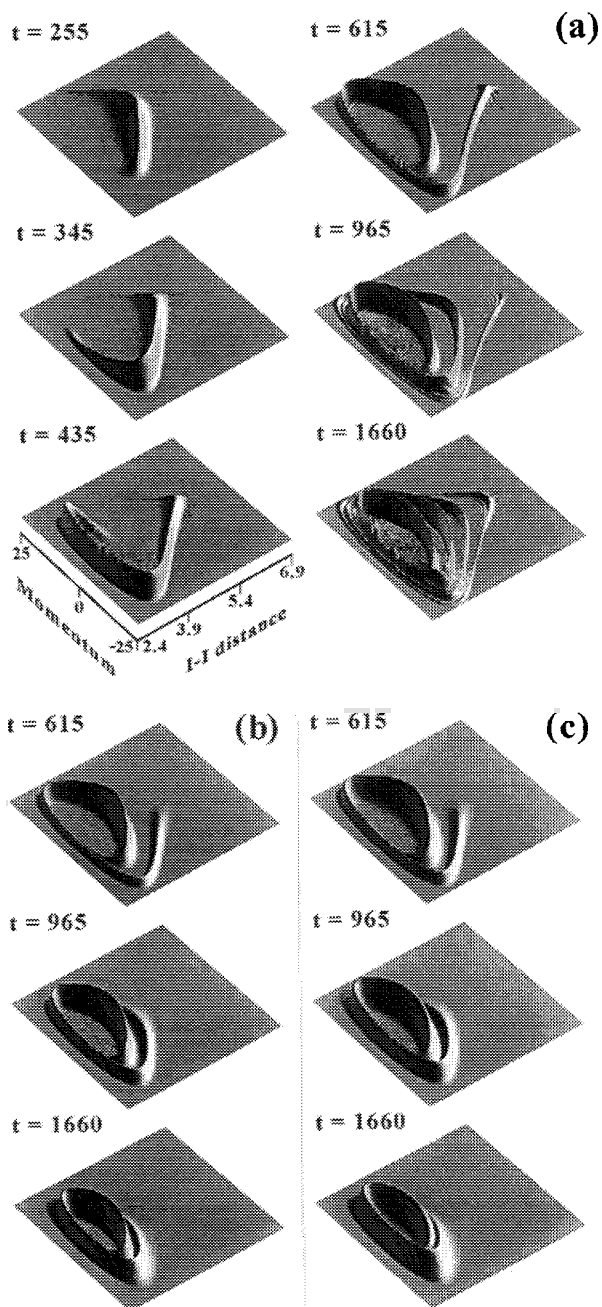 t = 255
t = 615
(a)
t = 345
t = 965
t = 435
t = 1660
25
0
-25
Momentum
2.4
3.9
5.4
6.9
I-I distance
t = 615
(b)
t = 615
(c)
t = 965
t = 965
t = 1660
t = 1660